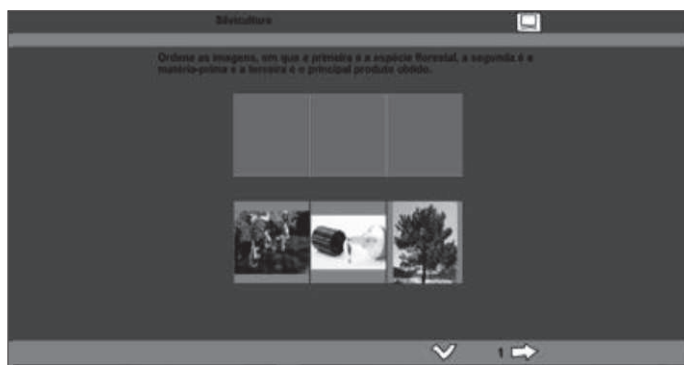 Silvicultura
Ordene as imagens, em que a primeira é a espécie florestal, a segunda é a
matéria-prima e a terceira é o principal produto obtido.
1